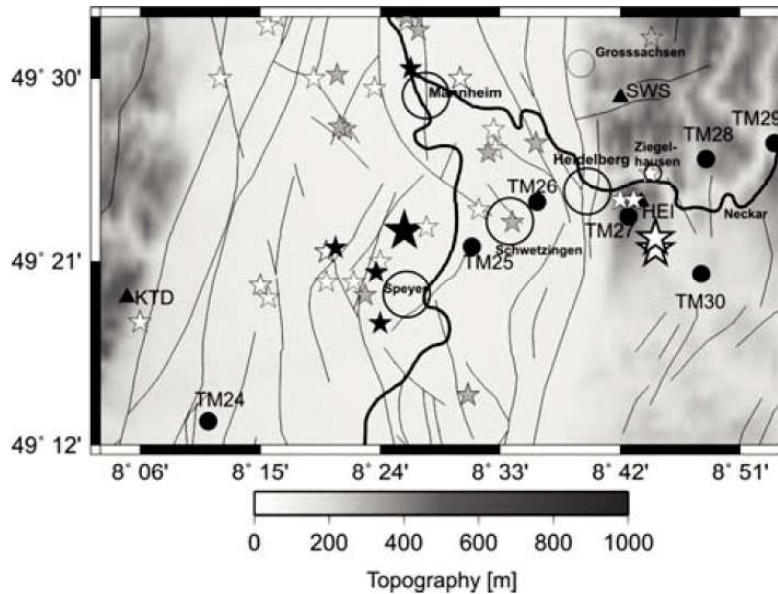 Grosssachsen
49° 30'
SWS
Mannheim
TM29
TM28
Ziegel-
hausen
Heidelberg
TM26
HEI
Neckar
TM27
49° 21'
TM25
Schwetzingen
KTD
Speyer
TM30
TM24
49° 12'
8° 06'
8° 15'
8° 24'
8° 33'
8° 42'
8° 51'
0
200
400
600
800
1000
Topography [m]